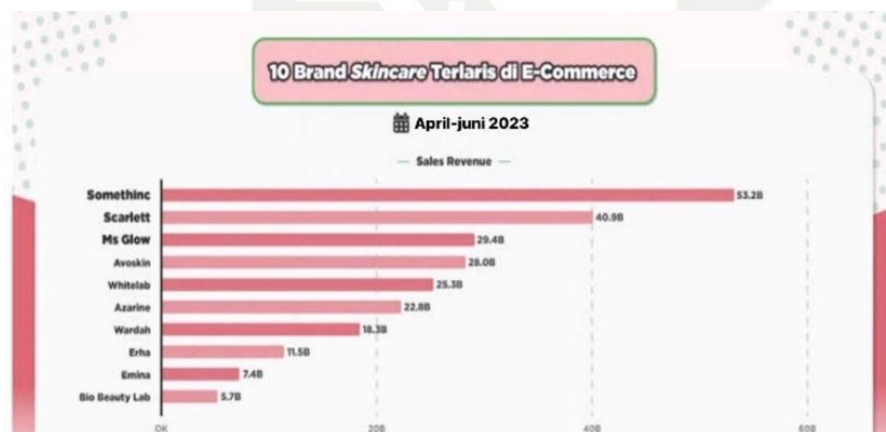 10 Brand Skincare Terlaris di E-Commerce
April-juni 2023
Sales Revenue
Somethinc 53.2B
Scarlett 40.9B
Ms Glow 29.4B
Avoskin 28.0B
Whitelab 25.3B
Azarine 22.8B
Wardah 18.3B
Erha 11.5B
Emina 7.4B
Bio Beauty Lab 5.7B
0K 20B 40B 60B